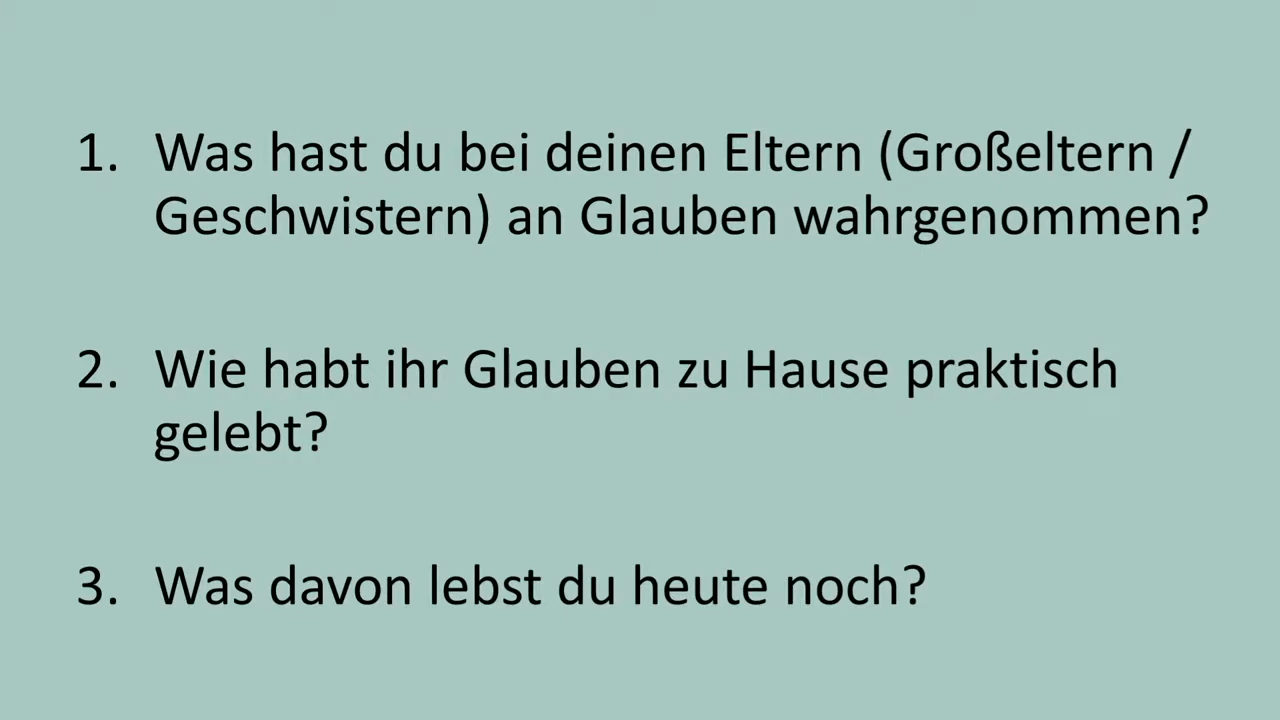 1. Was hast du bei deinen Eltern (Großeltern /
Geschwistern) an Glauben wahrgenommen?
2. Wie habt ihr Glauben zu Hause praktisch
gelebt?
3. Was davon lebst du heute noch?